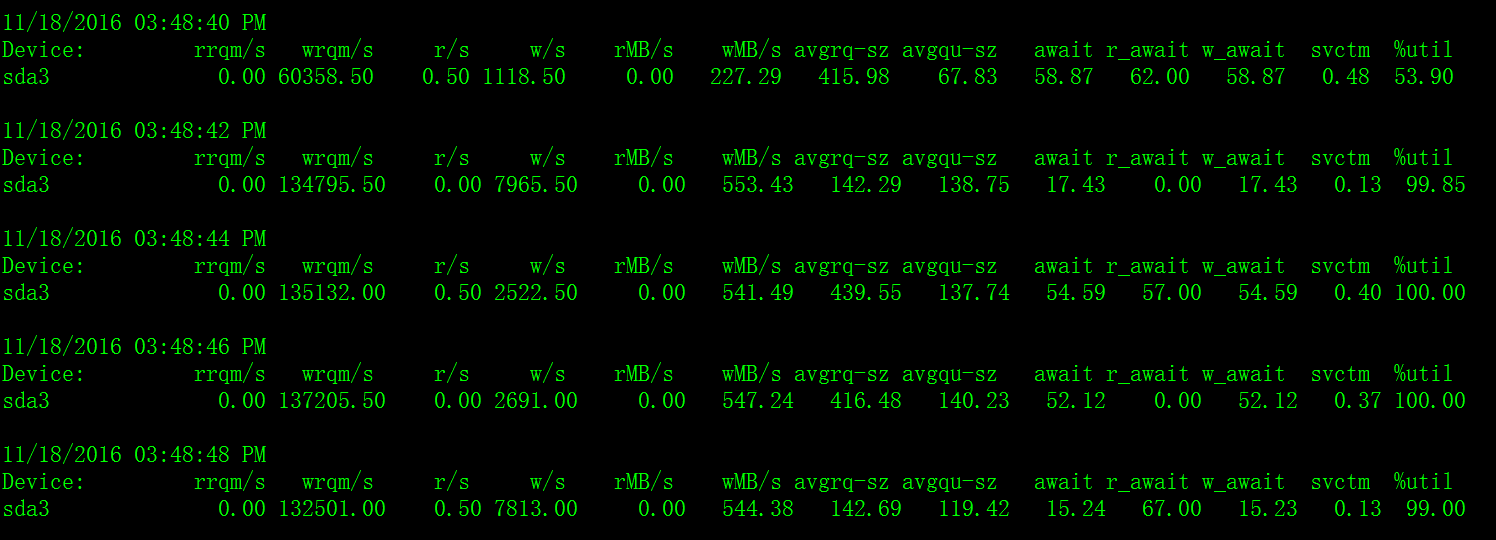 11/18/2016 03:48:40 PM
Device: rrqm/s wrqm/s r/s w/s rMB/s wMB/s avgrq-sz avgqu-sz await r_await w_await svctm %util
sda3 0.00 60358.50 0.50 1118.50 0.00 227.29 415.98 67.83 58.87 62.00 58.87 0.48 53.90
11/18/2016 03:48:42 PM
Device: rrqm/s wrqm/s r/s w/s rMB/s wMB/s avgrq-sz avgqu-sz await r_await w_await svctm %util
sda3 0.00 134795.50 0.00 7965.50 0.00 553.43 142.29 138.75 17.43 0.00 17.43 0.13 99.85
11/18/2016 03:48:44 PM
Device: rrqm/s wrqm/s r/s w/s rMB/s wMB/s avgrq-sz avgqu-sz await r_await w_await svctm %util
sda3 0.00 135132.00 0.50 2522.50 0.00 541.49 439.55 137.74 54.59 57.00 54.59 0.40 100.00
11/18/2016 03:48:46 PM
Device: rrqm/s wrqm/s r/s w/s rMB/s wMB/s avgrq-sz avgqu-sz await r_await w_await svctm %util
sda3 0.00 137205.50 0.00 2691.00 0.00 547.24 416.48 140.23 52.12 0.00 52.12 0.37 100.00
11/18/2016 03:48:48 PM
Device: rrqm/s wrqm/s r/s w/s rMB/s wMB/s avgrq-sz avgqu-sz await r_await w_await svctm %util
sda3 0.00 132501.00 0.50 7813.00 0.00 544.38 142.69 119.42 15.24 67.00 15.23 0.13 99.00